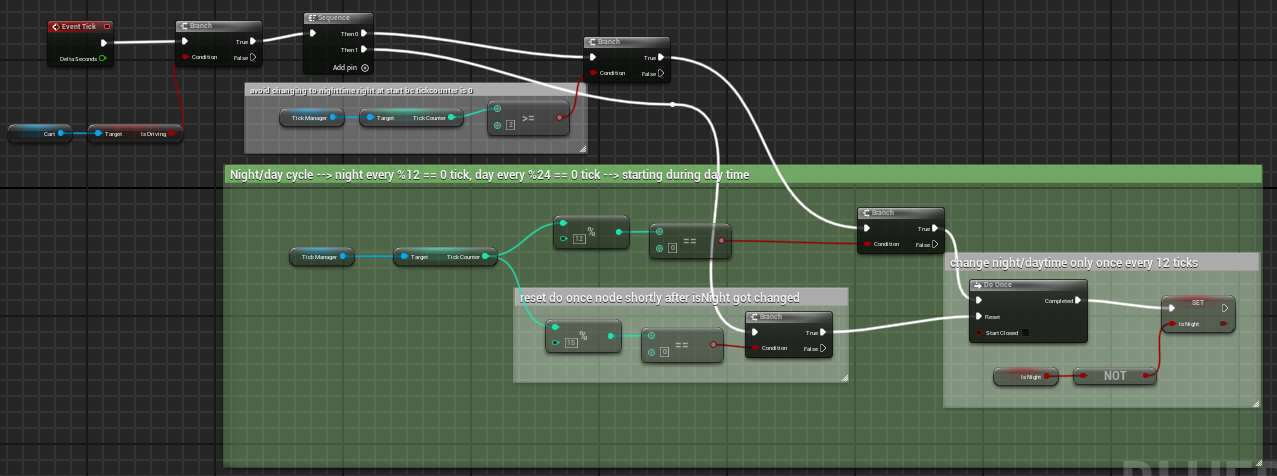 Event Tick
Delta Seconds
Branch
True
Condition
False
Sequence
Then 0
Then 1
Add pin
Branch
True
Condition
False
Cart
Target
Is Driving
avoid changing to nighttime right at start bc tickcounter is 0
Tick Manager
Target
Tick Counter
2
>=
Night/day cycle --> night every %12 == 0 tick, day every %24 == 0 tick --> starting during day time
Tick Manager
Target
Tick Counter
12
%
0
==
Branch
True
Condition
False
reset do once node shortly after isNight got changed
15
%
0
==
Branch
True
Condition
False
change night/daytime only once every 12 ticks
Do Once
Completed
Reset
Start Closed
SET
Is Night
Is Night
NOT